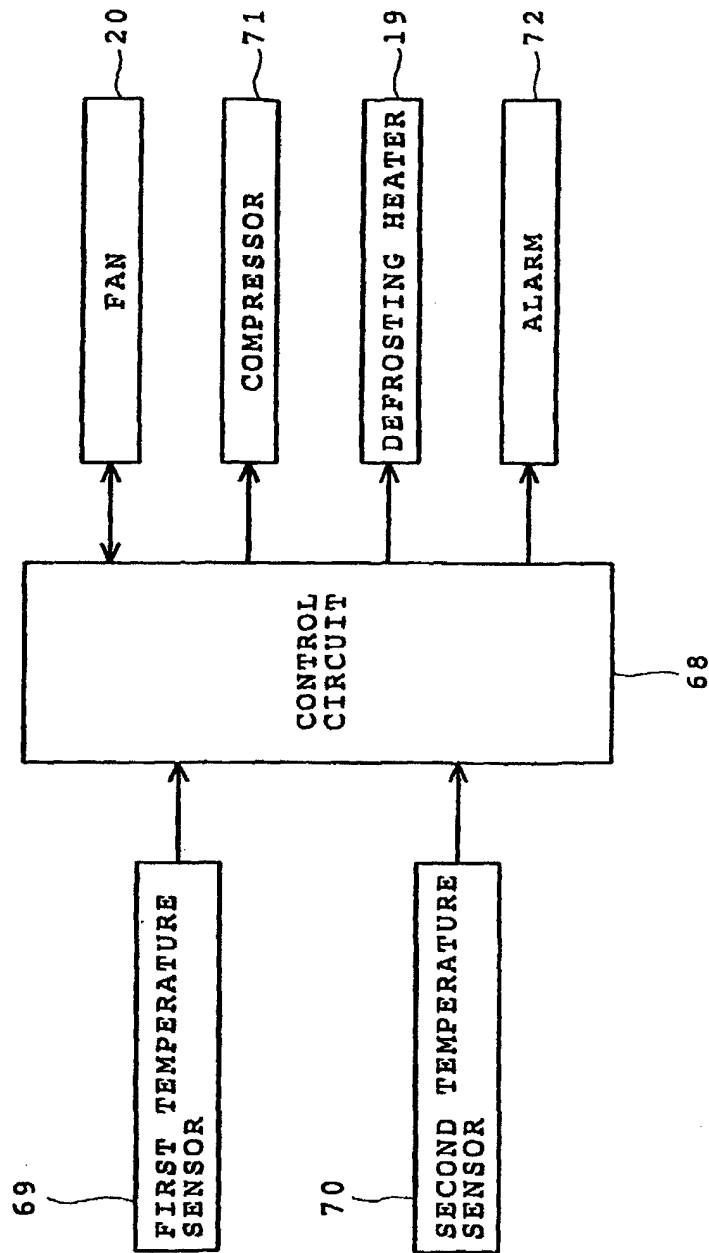 69
FIRST TEMPERATURE
SENSOR
70
SECOND TEMPERATURE
SENSOR
CONTROL
CIRCUIT
68
FAN
20
COMPRESSOR
71
DEFROSTING HEATER
19
ALARM
72